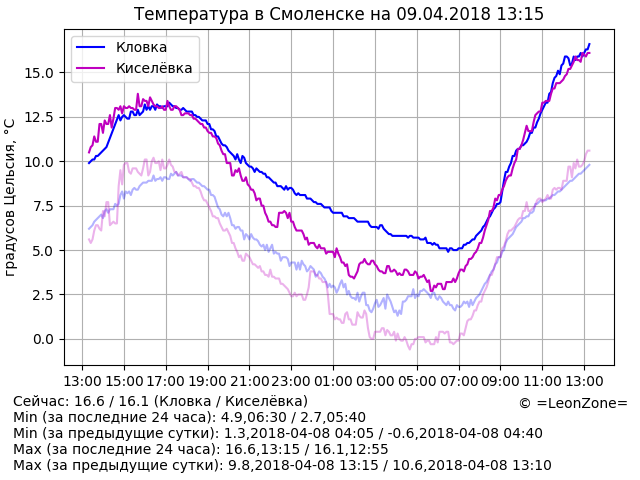 Температура в Смоленске на 09.04.2018 13:15
Кловка
Киселёвка
градусов Цельсия, °C
15.0
12.5
10.0
7.5
5.0
2.5
0.0
13:00 15:00 17:00 19:00 21:00 23:00 01:00 03:00 05:00 07:00 09:00 11:00 13:00
Сейчас: 16.6 / 16.1 (Кловка / Киселёвка)
© =LeonZone=
Min (за последние 24 часа): 4.9,06:30 / 2.7,05:40
Min (за предыдущие сутки): 1.3,2018-04-08 04:05 / -0.6,2018-04-08 04:40
Max (за последние 24 часа): 16.6,13:15 / 16.1,12:55
Max (за предыдущие сутки): 9.8,2018-04-08 13:15 / 10.6,2018-04-08 13:10